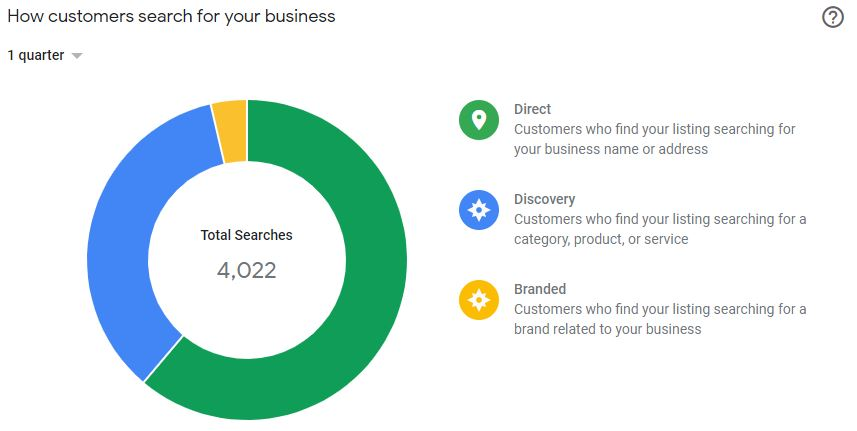 How customers search for your business
1 quarter
Total Searches
4,022
Direct
Customers who find your listing searching for
your business name or address
Discovery
Customers who find your listing searching for a
category, product, or service
Branded
Customers who find your listing searching for a
brand related to your business